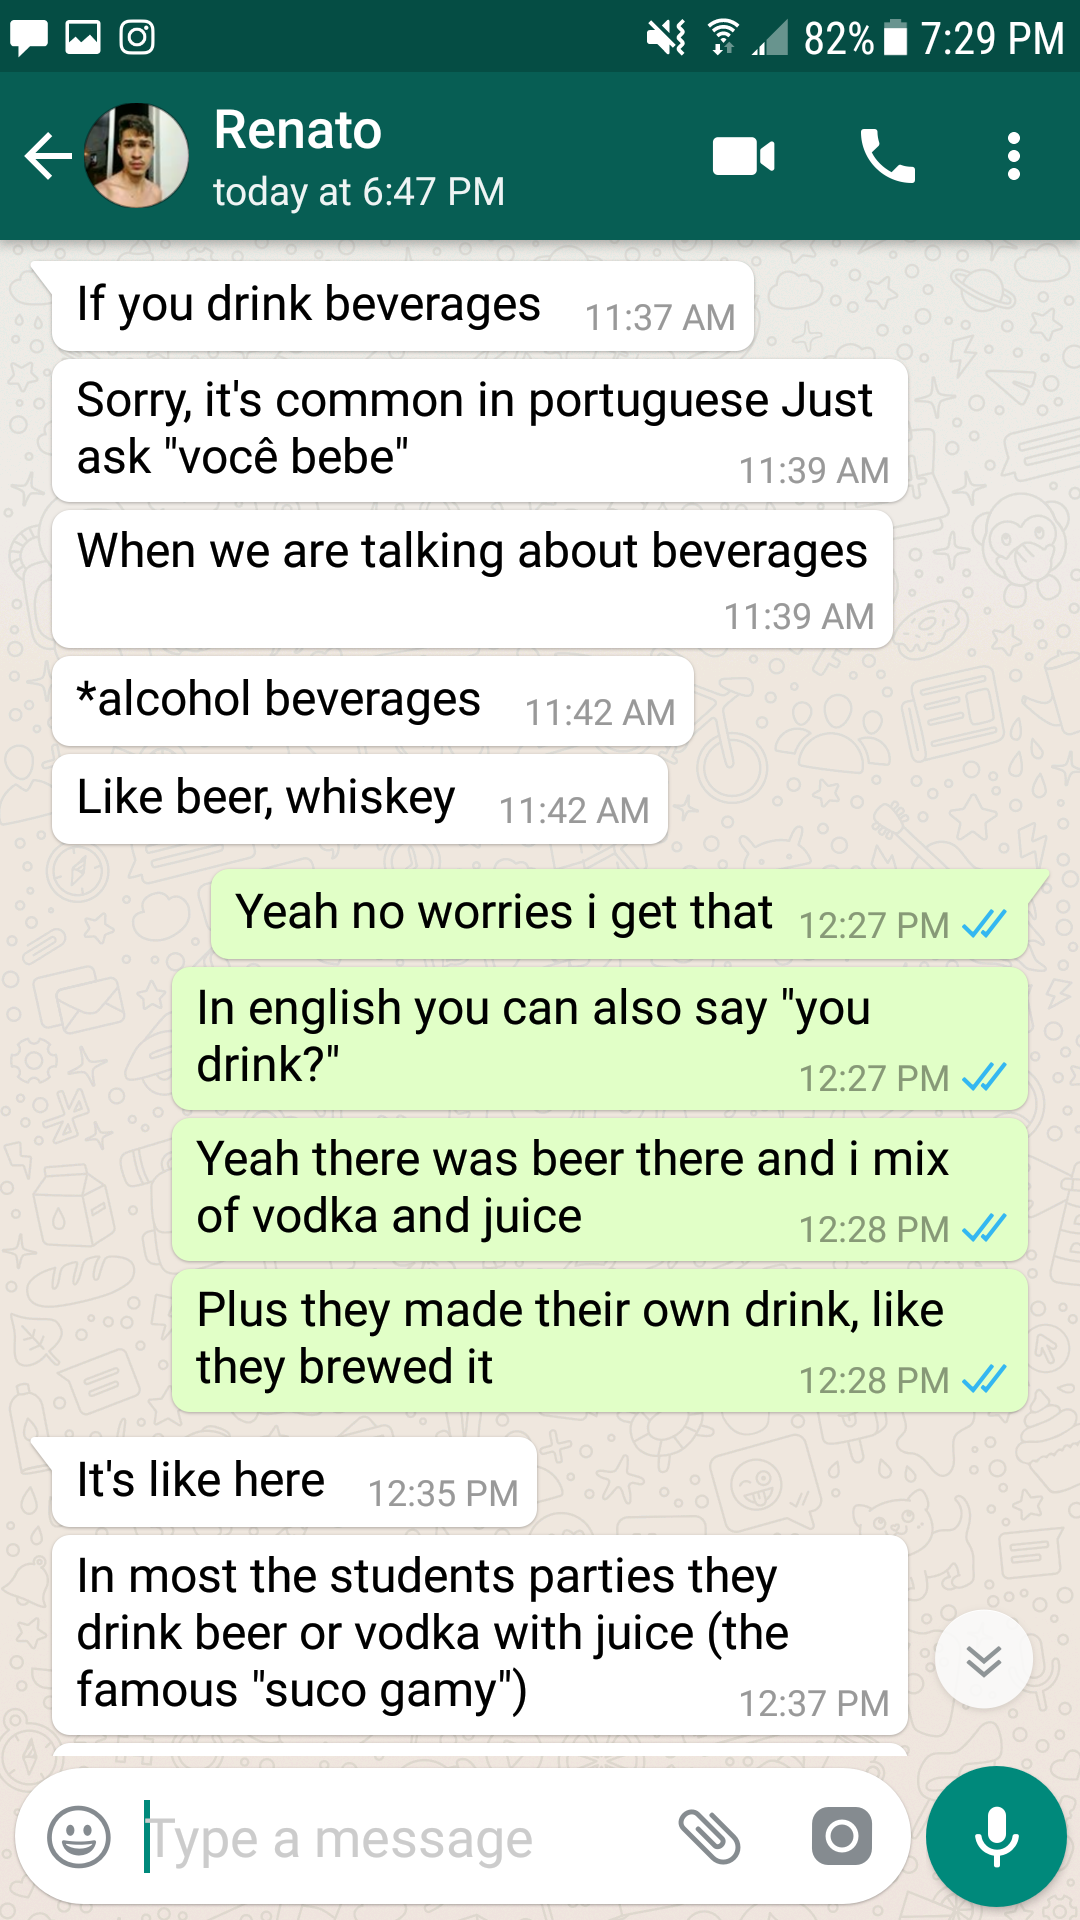 82% 7:29 PM
Renato
today at 6:47 PM
If you drink beverages 11:37 AM
Sorry, it's common in portuguese Just
ask "você bebe" 11:39 AM
When we are talking about beverages
11:39 AM
*alcohol beverages 11:42 AM
Like beer, whiskey 11:42 AM
Yeah no worries i get that 12:27 PM
In english you can also say "you
drink?" 12:27 PM
Yeah there was beer there and i mix
of vodka and juice 12:28 PM
Plus they made their own drink, like
they brewed it 12:28 PM
It's like here 12:35 PM
In most the students parties they
drink beer or vodka with juice (the
famous "suco gamy") 12:37 PM
Type a message